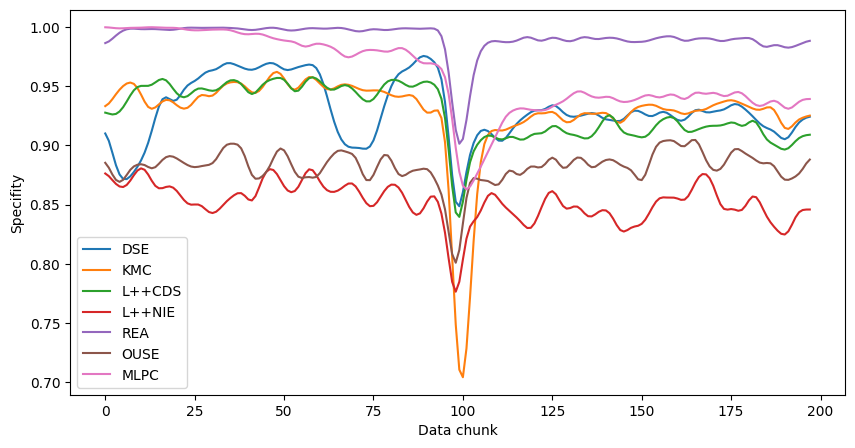 1.00
0.95
0.90
0.85
0.80
0.75
0.70
Specifity
DSE
KMC
L++CDS
L++NIE
REA
OUSE
MLPC
0 25 50 75 100 125 150 175 200
Data chunk